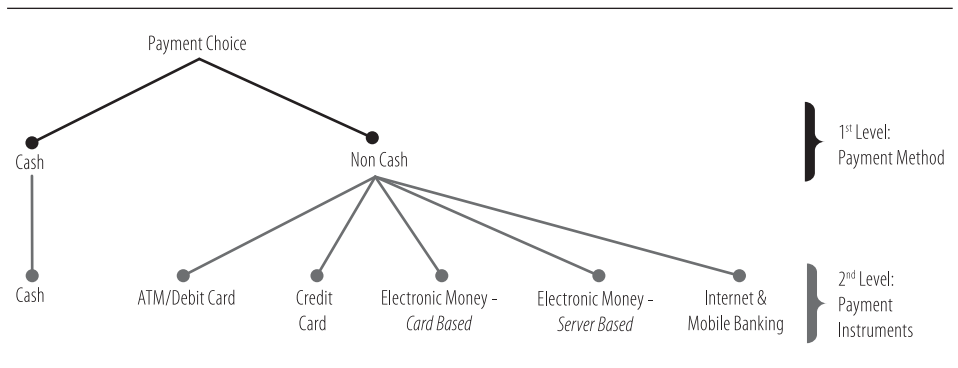 Payment Choice
Cash
Non Cash
1st Level:
Payment Method
Cash
ATM/Debit Card
Credit
Card
Electronic Money –
Card Based
Electronic Money –
Server Based
Internet &
Mobile Banking
2nd Level:
Payment
Instruments